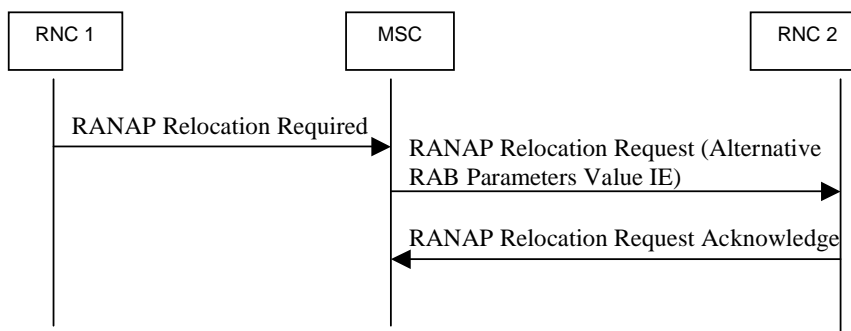 RNC 1
MSC
RNC 2
RANAP Relocation Required
RANAP Relocation Request (Alternative
RAB Parameters Value IE)
RANAP Relocation Request Acknowledge